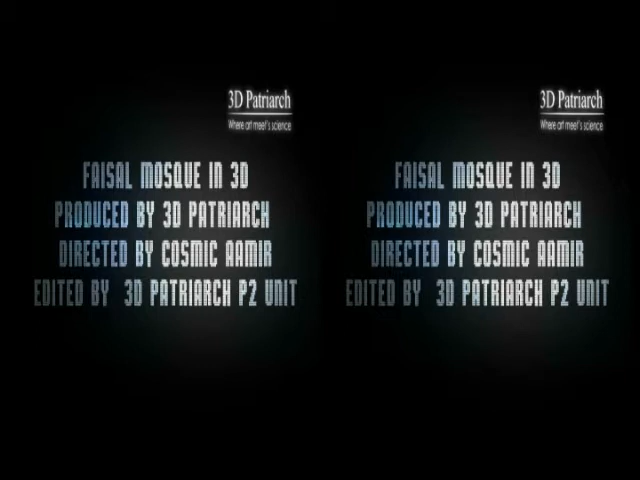 3D Patriarch
Where art meet's science
FAISAL MOSQUE IN 3D
PRODUCED BY 3D PATRIARCH
DIRECTED BY COSMIC AAMIR
EDITED BY 3D PATRIARCH P2 UNIT
3D Patriarch
Where art meet's science
FAISAL MOSQUE IN 3D
PRODUCED BY 3D PATRIARCH
DIRECTED BY COSMIC AAMIR
EDITED BY 3D PATRIARCH P2 UNIT